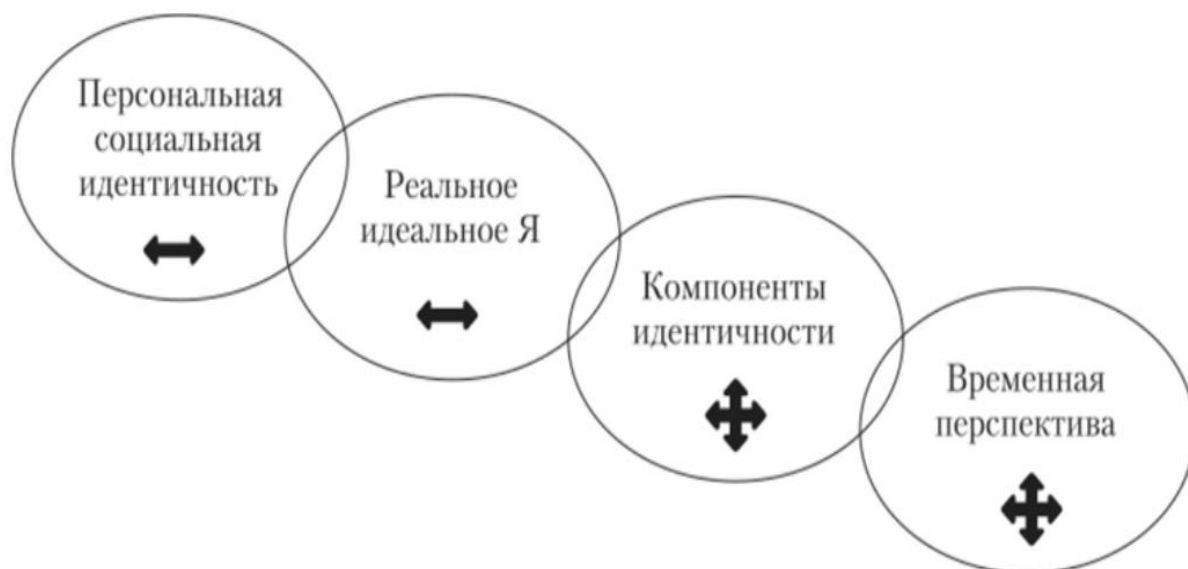 Персональная
социальная
идентичность
Реальное
идеальное Я
Компоненты
идентичности
Временная
перспектива